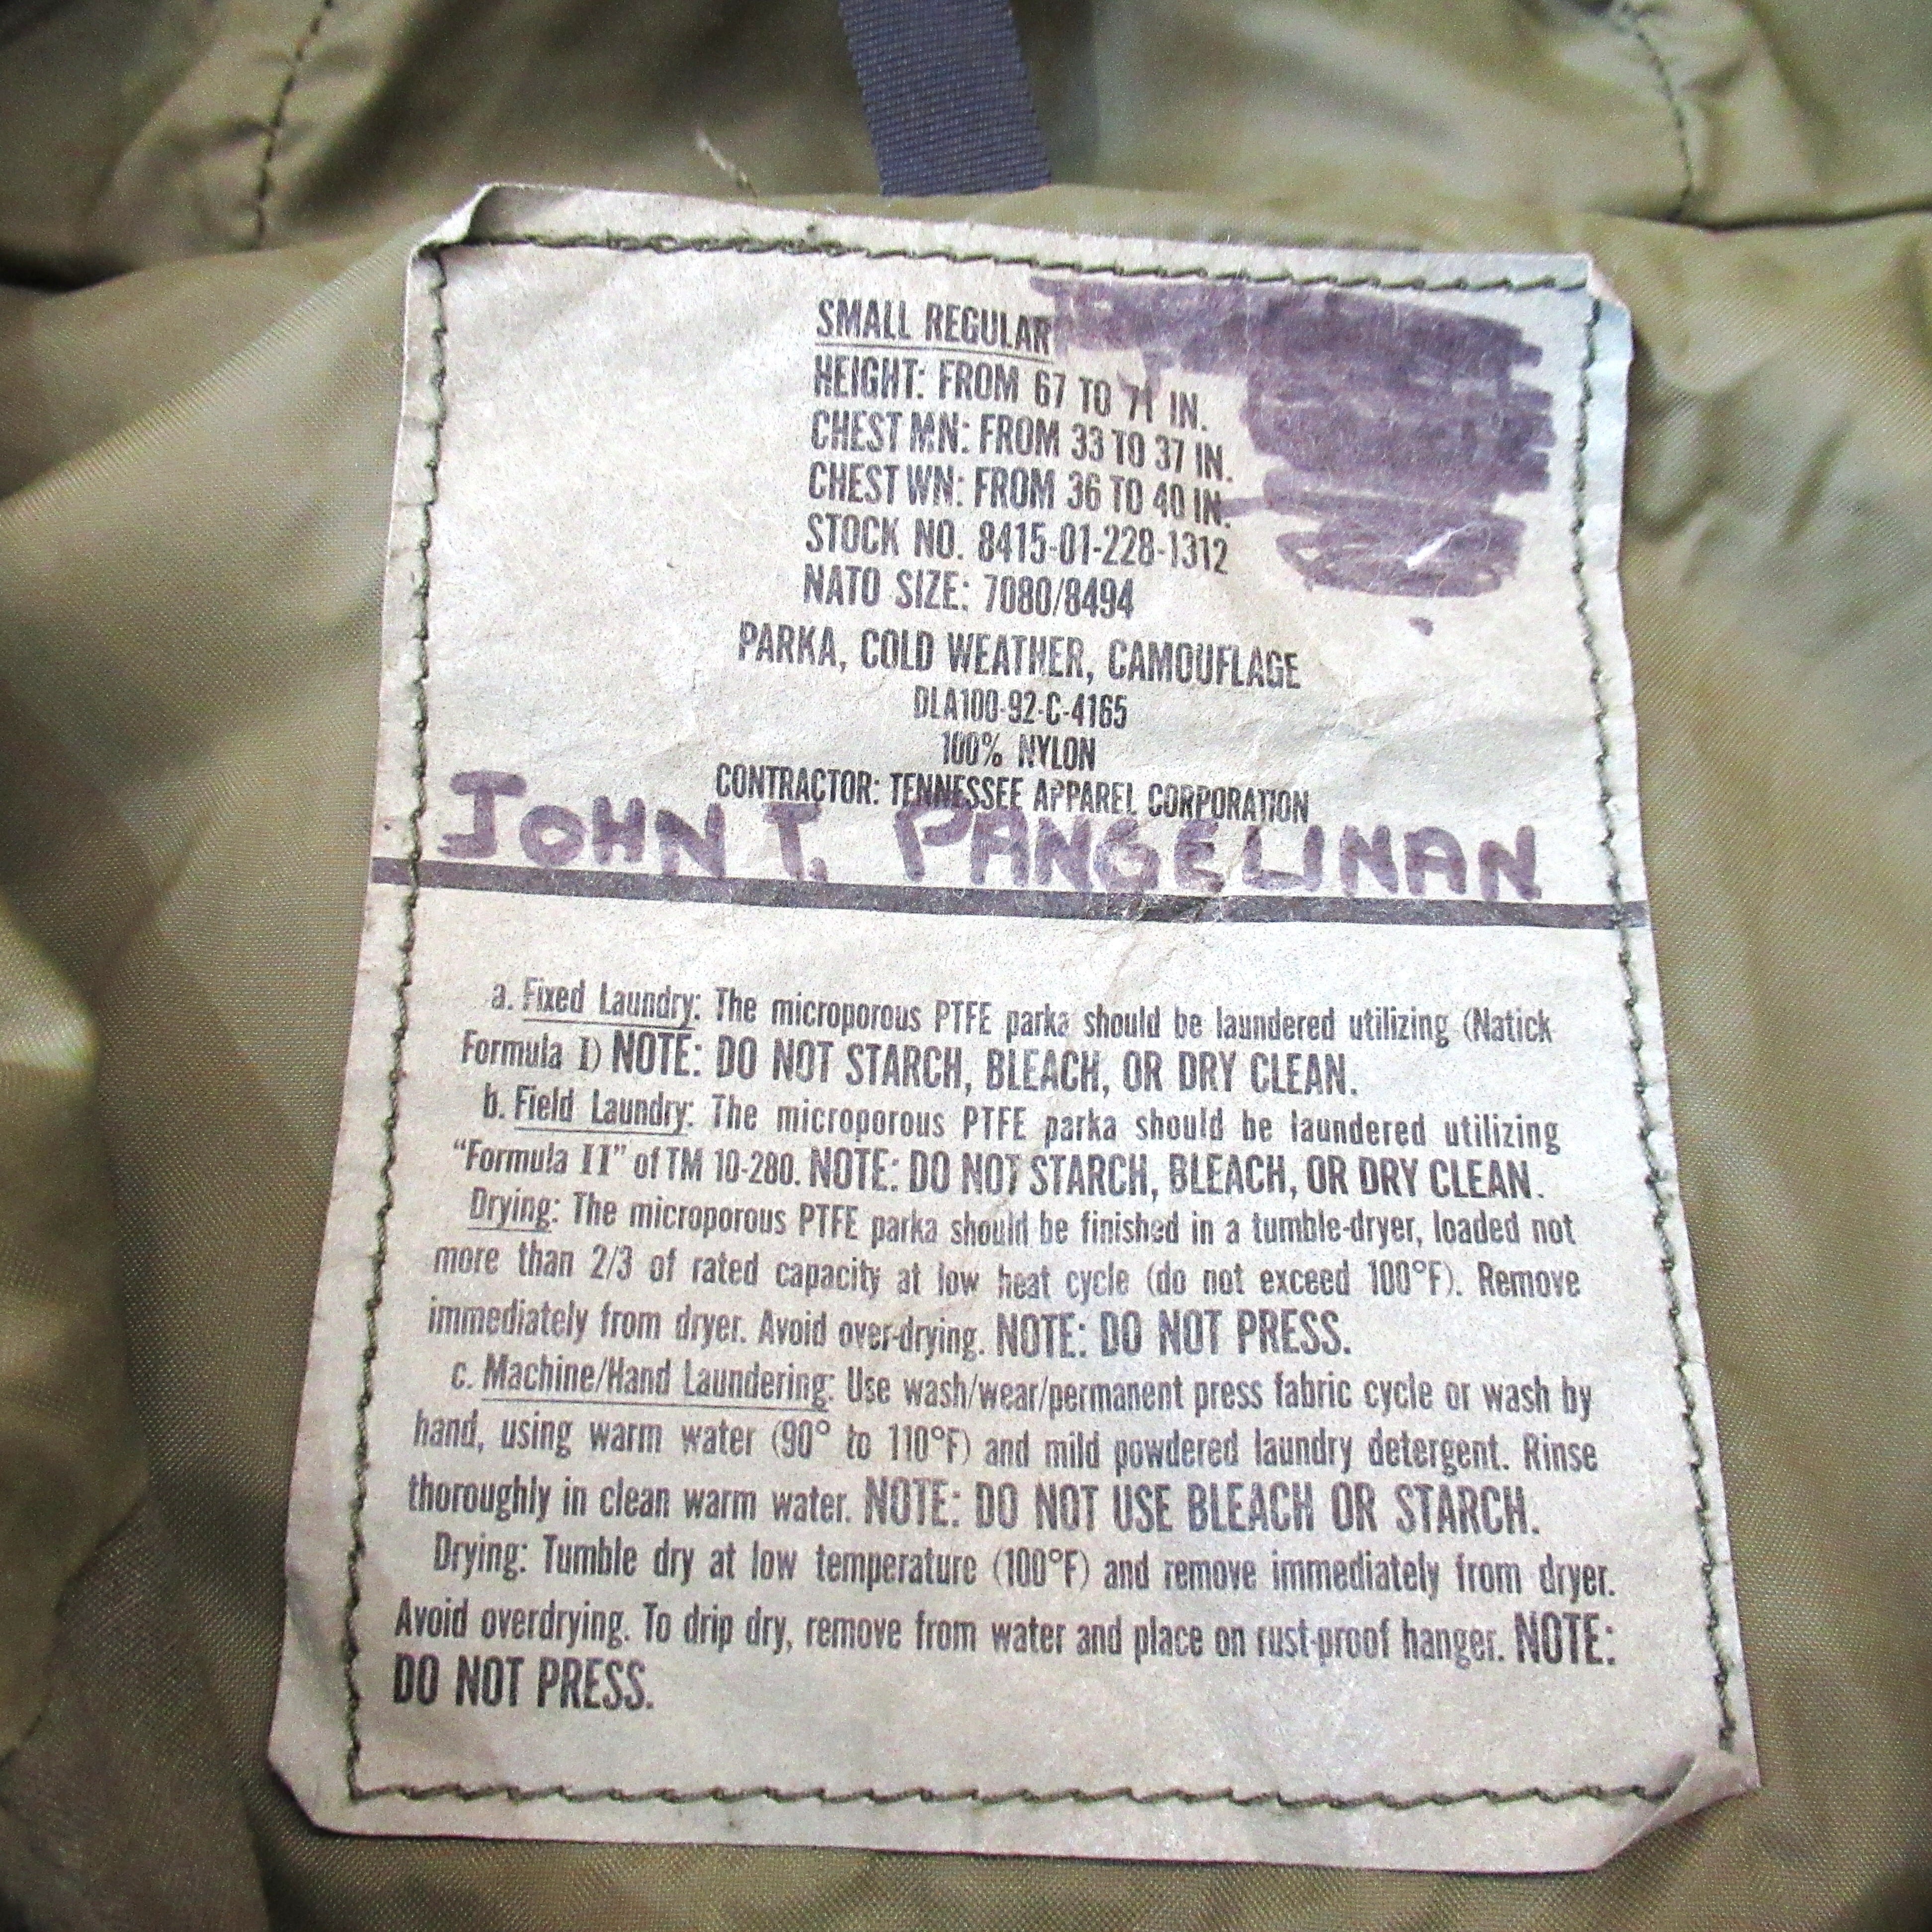 SMALL REGULAR
HEIGHT: FROM 67 TO 71 IN.
CHEST MN: FROM 33 TO 37 IN.
CHEST WN: FROM 36 TO 40 IN.
STOCK NO. 8415-01-228-1312
NATO SIZE: 7080/8494
PARKA, COLD WEATHER, CAMOUFLAGE
DLA100-92-C-4165
100% NYLON
CONTRACTOR: TENNESSEE APPAREL CORPORATION
JOHN T. PANGELINAN
a. Fixed Laundry: The microporous PTFE parka should be laundered utilizing (Natick
Formula I) NOTE: DO NOT STARCH, BLEACH, OR DRY CLEAN.
b. Field Laundry: The microporous PTFE parka should be laundered utilizing
“Formula II” of TM 10-280. NOTE: DO NOT STARCH, BLEACH, OR DRY CLEAN.
Drying: The microporous PTFE parka should be finished in a tumble-dryer, loaded not
more than 2/3 of rated capacity at low heat cycle (do not exceed 100°F). Remove
immediately from dryer. Avoid over-drying. NOTE: DO NOT PRESS.
c. Machine/Hand Laundering: Use wash/wear/permanent press fabric cycle or wash by
hand, using warm water (90° to 110°F) and mild powdered laundry detergent. Rinse
thoroughly in clean warm water. NOTE: DO NOT USE BLEACH OR STARCH.
Drying: Tumble dry at low temperature (100°F) and remove immediately from dryer.
Avoid overdrying. To drip dry, remove from water and place on rust-proof hanger. NOTE:
DO NOT PRESS.